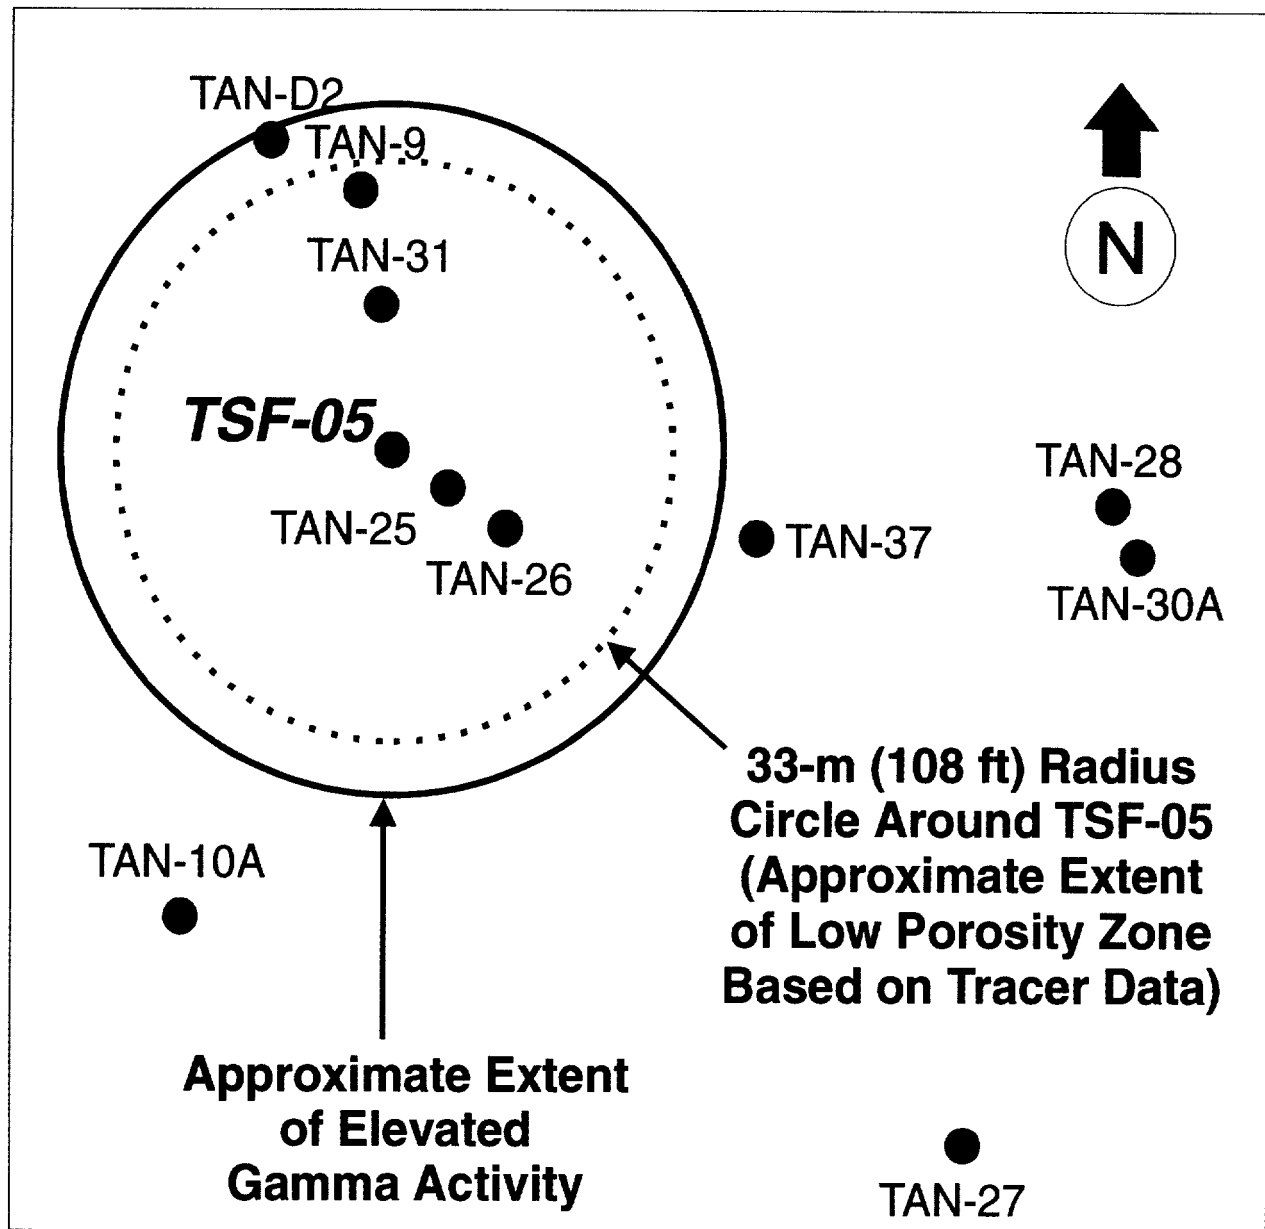 TAN-D2
TAN-9
TAN-31
N
TSF-05
TAN-25
TAN-26
TAN-28
TAN-37
TAN-30A
33-m (108 ft) Radius
Circle Around TSF-05
(Approximate Extent
of Low Porosity Zone
Based on Tracer Data)
TAN-10A
Approximate Extent
of Elevated
Gamma Activity
TAN-27